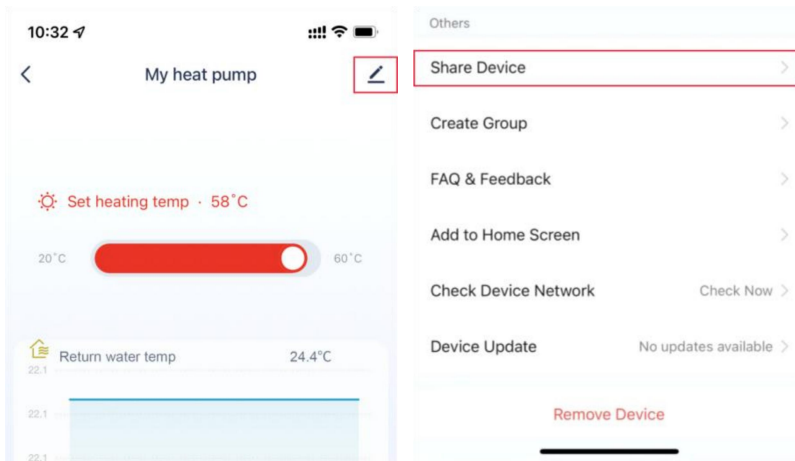 10:32
My heat pump
Set heating temp · 58°C
20°C
60°C
Return water temp 24.4°C
22.1
22.1
22.1
Others
Share Device
Create Group
FAQ & Feedback
Add to Home Screen
Check Device Network Check Now
Device Update No updates available
Remove Device